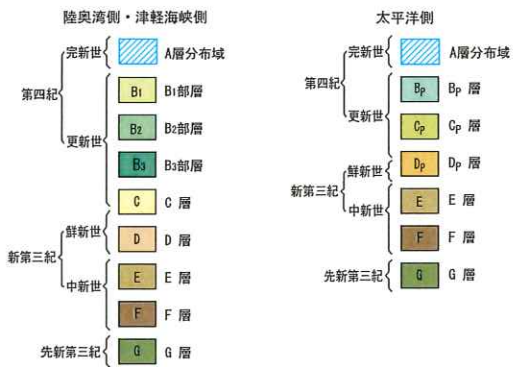 陸奥湾側・津軽海峡側
第四紀
完新世
A層分布域
更新世
B1 B1部層
B2 B2部層
B3 B3部層
C C 層
新第三紀
鮮新世
D D 層
中新世
E E 層
F F 層
先新第三紀
G G 層
太平洋側
第四紀
完新世
A層分布域
更新世
BP BP 層
CP CP 層
新第三紀
鮮新世
DP DP 層
中新世
E E 層
F F 層
先新第三紀
G G 層